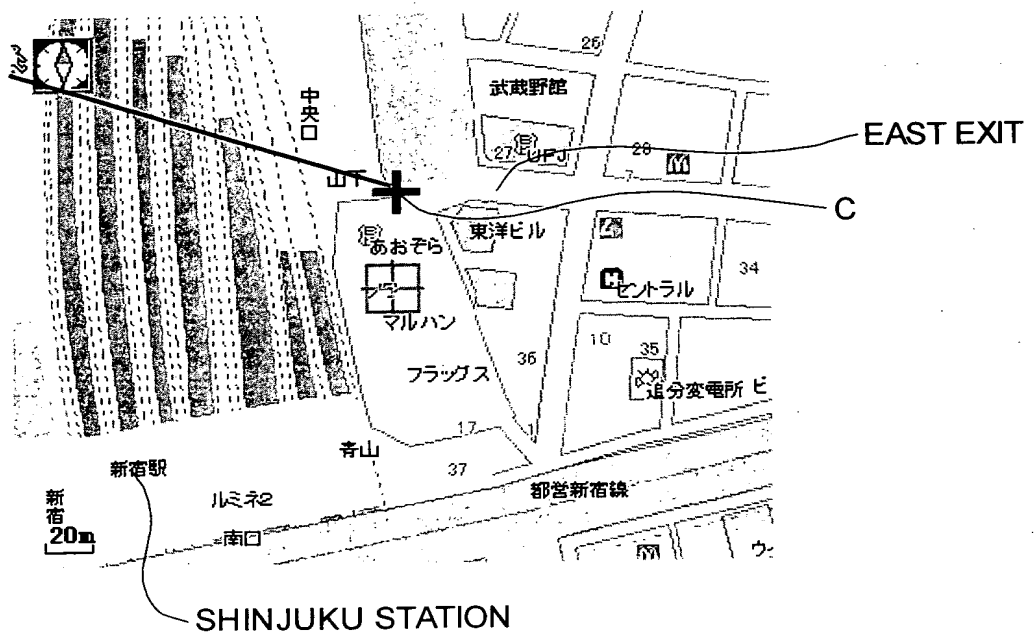 26
武蔵野館
中央口
EAST EXIT
27
UFJ
28
7
山下
C
東洋ビル
あおぞら
34
セントラル
マルハン
10
35
36
フラッグス
追分変電所
ビ
17
1
青山
37
新宿駅
都営新宿線
新宿
ルミネ2
20m
南口
ウ
SHINJUKU STATION